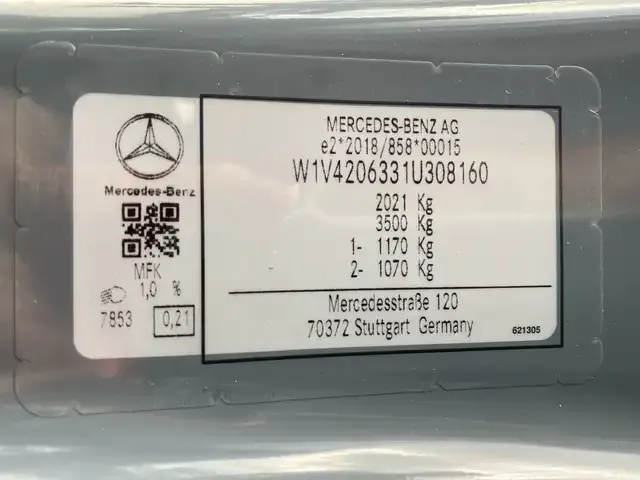 Mercedes-Benz
MFK
1,0 %
7853 0,21
MERCEDES-BENZ AG
e2*2018/858*00015
W1V4206331U308160
2021 Kg
3500 Kg
1- 1170 Kg
2- 1070 Kg
Mercedesstraße 120
70372 Stuttgart Germany
621305